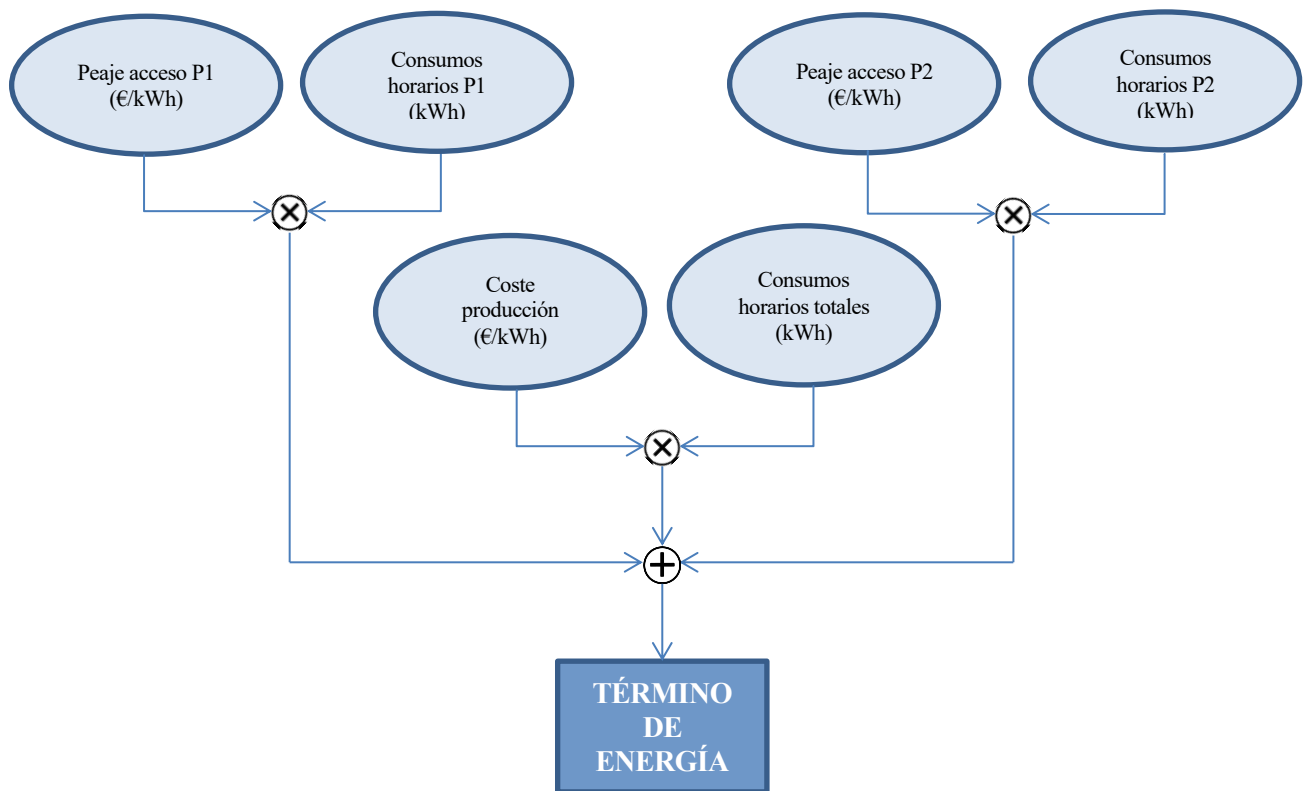 Peaje acceso P1
(€/kWh)
Consumos
horarios P1
(kWh)
Peaje acceso P2
(€/kWh)
Consumos
horarios P2
(kWh)
Coste
producción
(€/kWh)
Consumos
horarios totales
(kWh)
TÉRMINO
DE
ENERGÍA